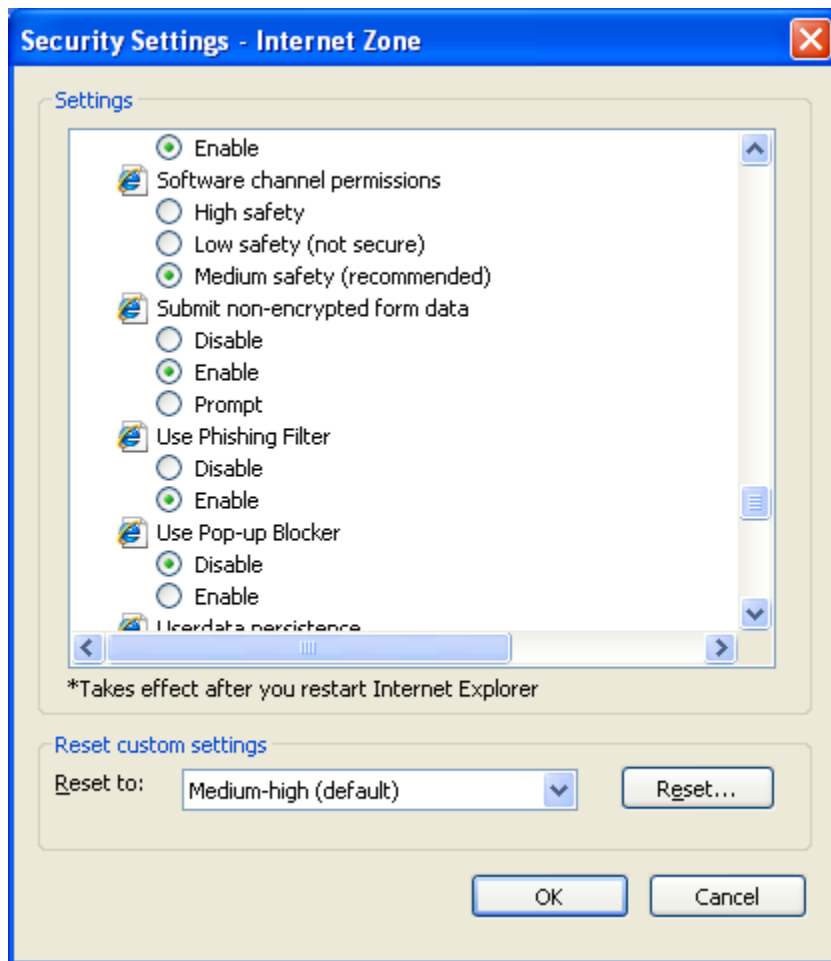 Security Settings - Internet Zone
Settings
Enable
Software channel permissions
High safety
Low safety (not secure)
Medium safety (recommended)
Submit non-encrypted form data
Disable
Enable
Prompt
Use Phishing Filter
Disable
Enable
Use Pop-up Blocker
Disable
Enable
Userdata persistence
*Takes effect after you restart Internet Explorer
Reset custom settings
Reset to:
Medium-high (default)
Reset...
OK
Cancel